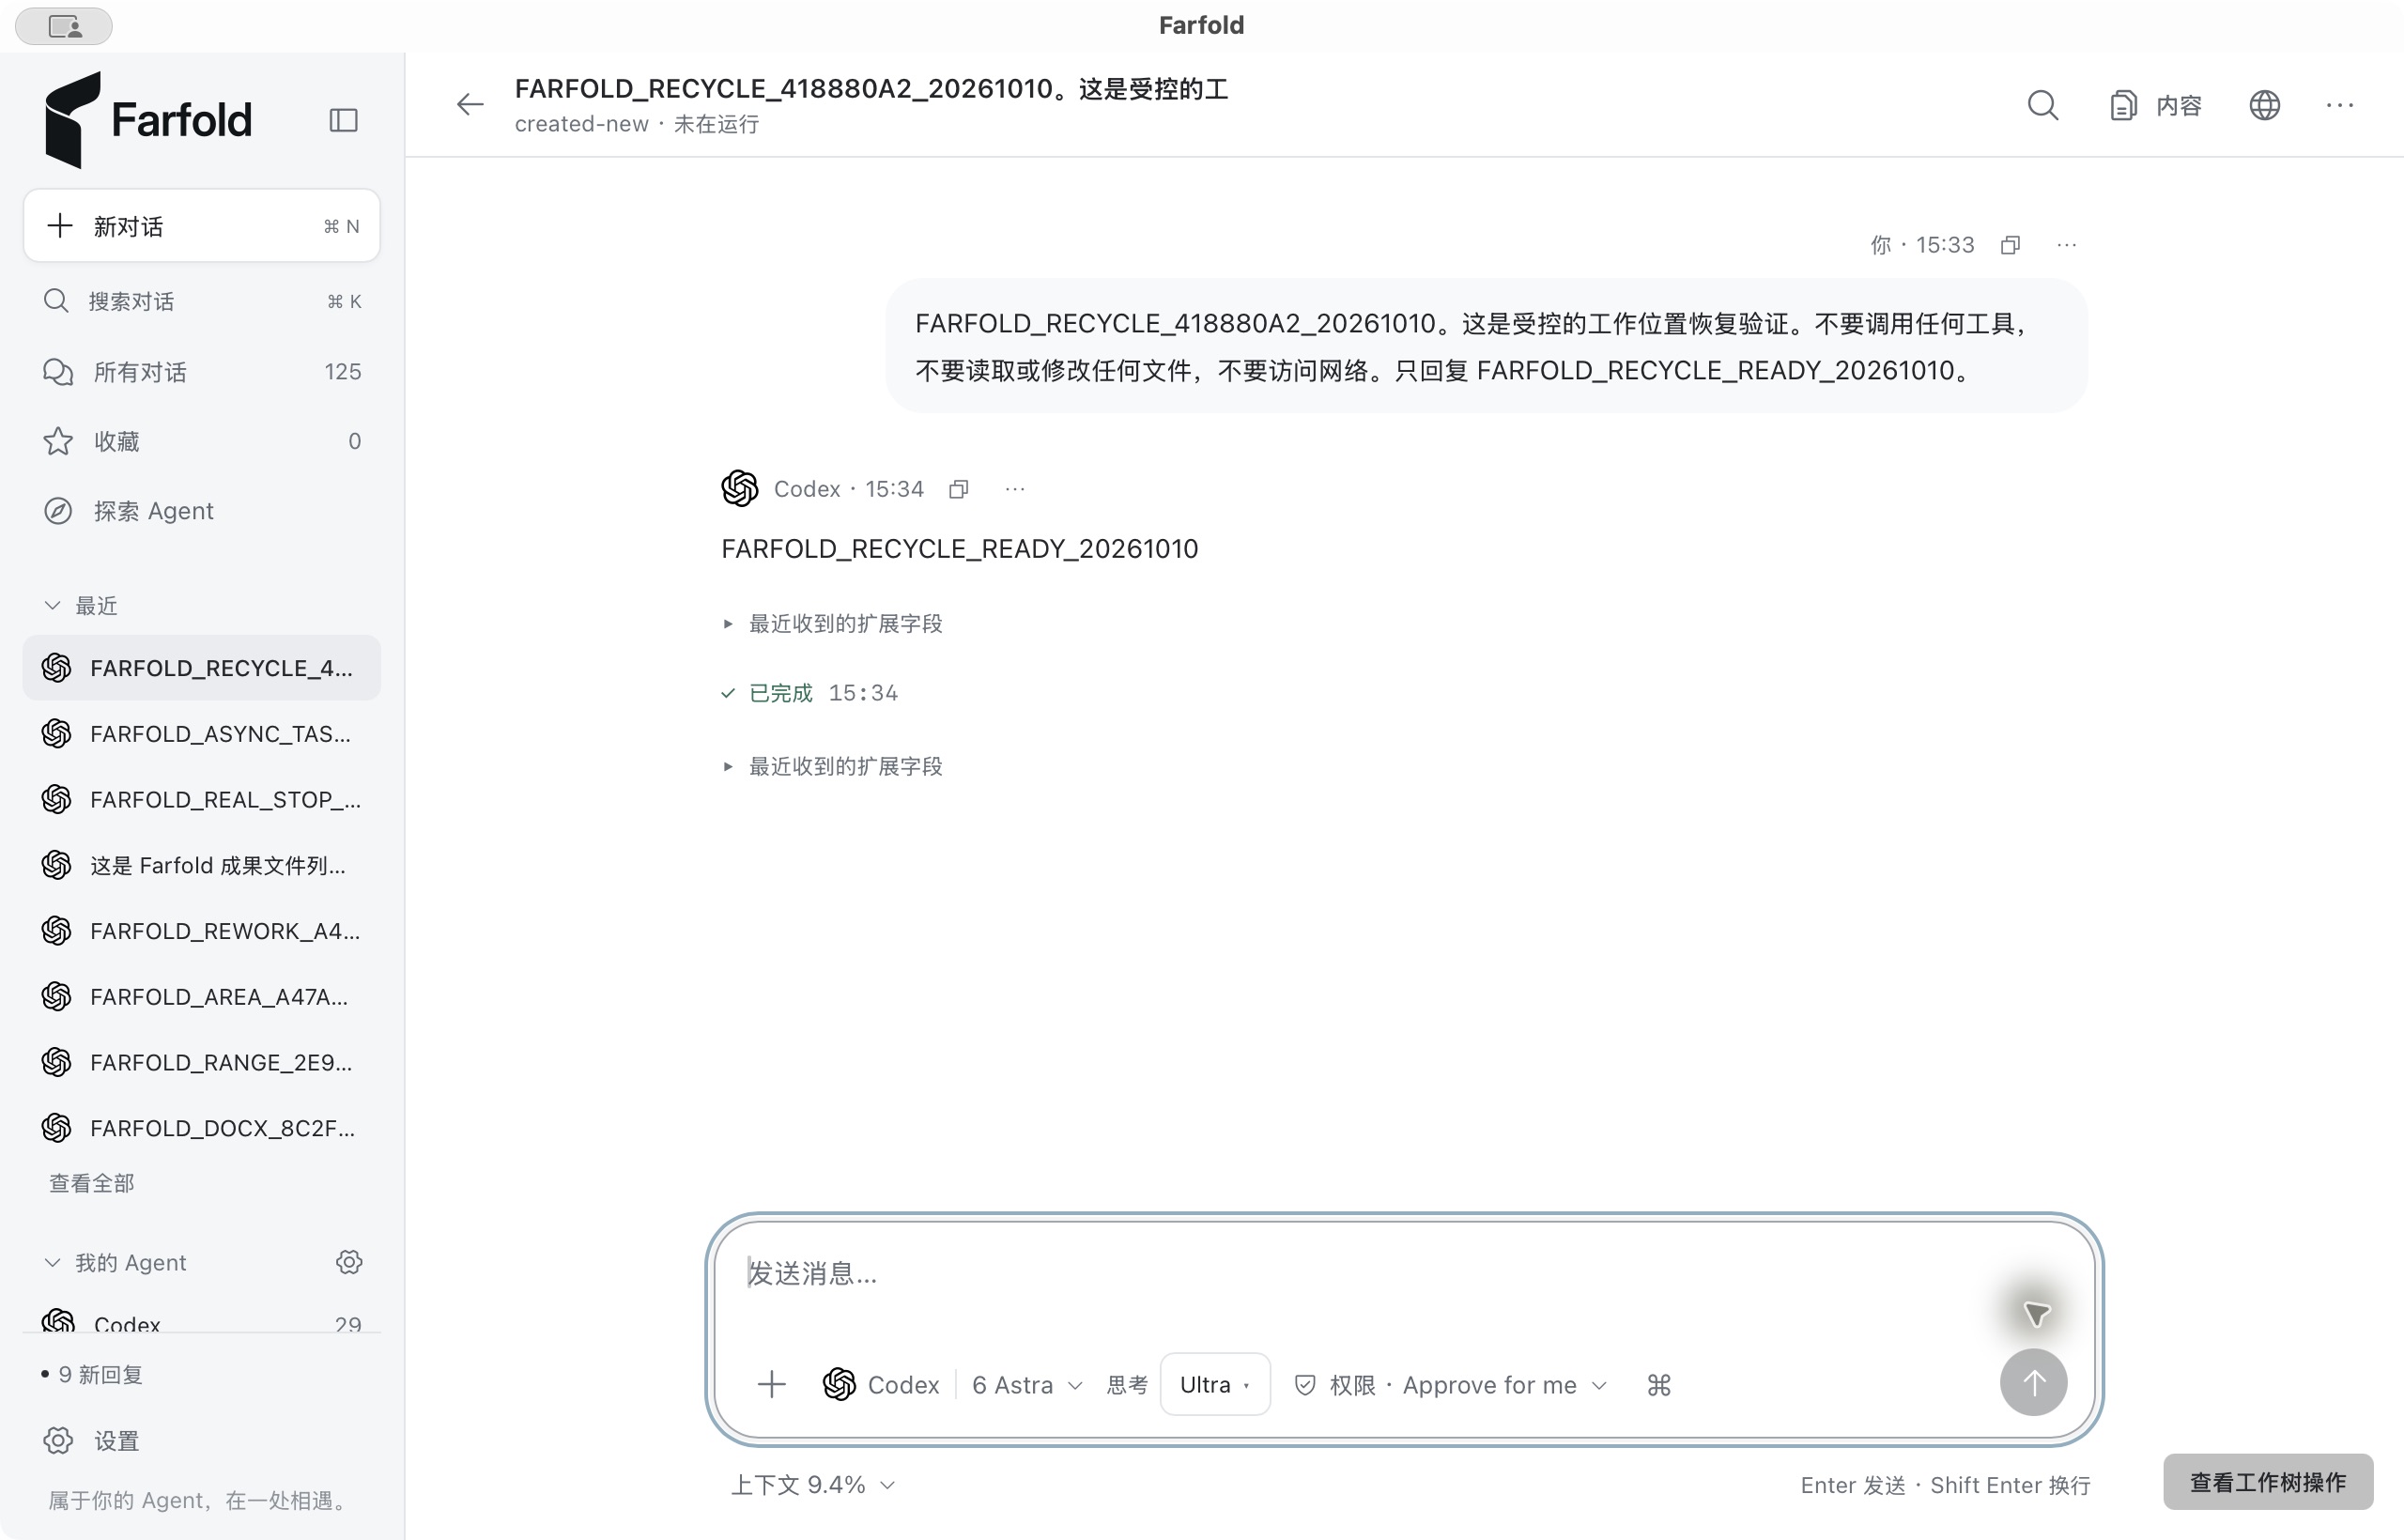 Farfold
Farfold
新对话 ⌘ N
搜索对话 ⌘ K
所有对话 125
收藏 0
探索 Agent
最近
FARFOLD_RECYCLE_4...
FARFOLD_ASYNC_TAS...
FARFOLD_REAL_STOP_...
这是 Farfold 成果文件列...
FARFOLD_REWORK_A4...
FARFOLD_AREA_A47A...
FARFOLD_RANGE_2E9...
FARFOLD_DOCX_8C2F...
查看全部
我的 Agent
Codex 29
9 新回复
设置
属于你的 Agent，在一处相遇。
FARFOLD_RECYCLE_418880A2_20261010。这是受控的工
created-new · 未在运行
内容
你 · 15:33
FARFOLD_RECYCLE_418880A2_20261010。这是受控的工作位置恢复验证。不要调用任何工具，
不要读取或修改任何文件，不要访问网络。只回复 FARFOLD_RECYCLE_READY_20261010。
Codex · 15:34
FARFOLD_RECYCLE_READY_20261010
最近收到的扩展字段
已完成 15:34
最近收到的扩展字段
发送消息...
Codex 6 Astra 思考 Ultra 权限 · Approve for me ⌘
上下文 9.4%
Enter 发送 · Shift Enter 换行
查看工作树操作